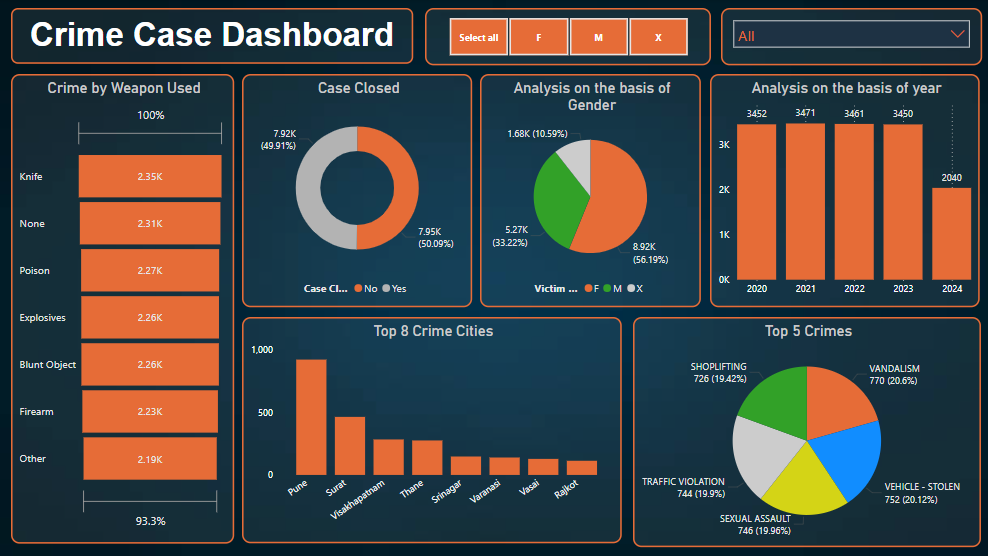 Crime Case Dashboard
Select all
F
M
X
All
Crime by Weapon Used
100%
Knife
2.35K
None
2.31K
Poison
2.27K
Explosives
2.26K
Blunt Object
2.26K
Firearm
2.23K
Other
2.19K
93.3%
Case Closed
7.92K
(49.91%)
7.95K
(50.09%)
Case Cl... No Yes
Analysis on the basis of
Gender
1.68K (10.59%)
5.27K
(33.22%)
8.92K
(56.19%)
Victim ... F M X
Analysis on the basis of year
3452 3471 3461 3450 2040
3K
2K
1K
0K
2020 2021 2022 2023 2024
Top 8 Crime Cities
1,000
500
0
Pune Surat Visakhapatnam Thane Srinagar Varanasi Vasai Rajkot
Top 5 Crimes
SHOPLIFTING
726 (19.42%)
VANDALISM
770 (20.6%)
TRAFFIC VIOLATION
744 (19.9%)
VEHICLE - STOLEN
752 (20.12%)
SEXUAL ASSAULT
746 (19.96%)